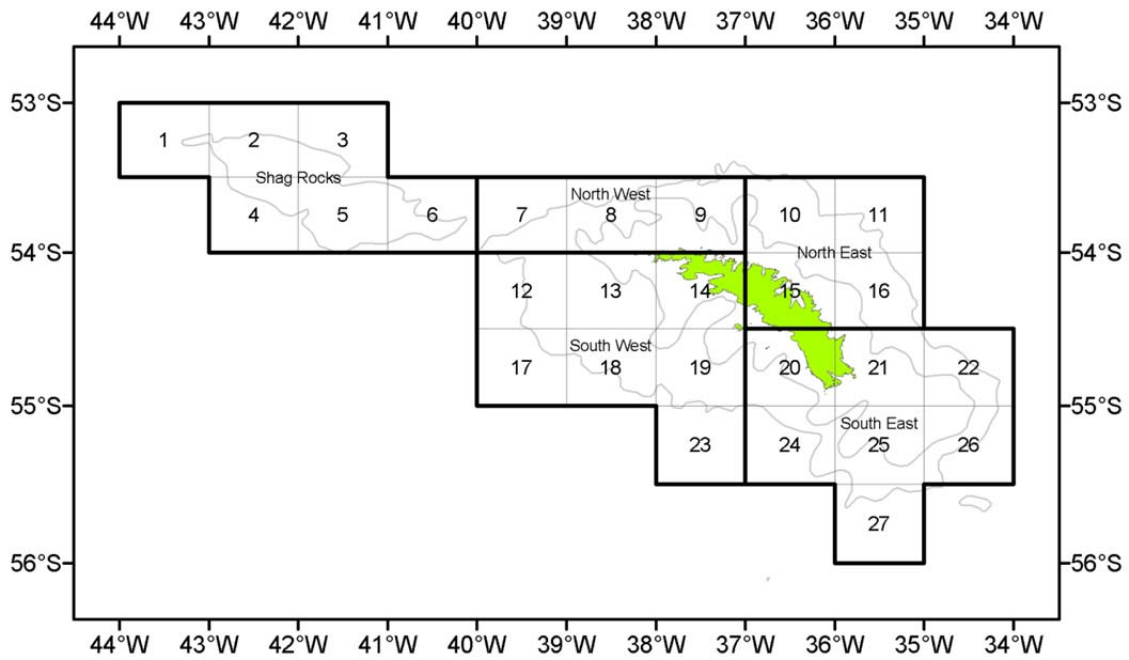 44°W 43°W 42°W 41°W 40°W 39°W 38°W 37°W 36°W 35°W 34°W
53°S 53°S
1 2 3
Shag Rocks
North West
4 5 6 7 8 9 10 11
54°S North East 54°S
12 13 14 15 16
South West
17 18 19 20 21 22
55°S 55°S
South East
23 24 25 26
27
56°S 56°S
44°W 43°W 42°W 41°W 40°W 39°W 38°W 37°W 36°W 35°W 34°W